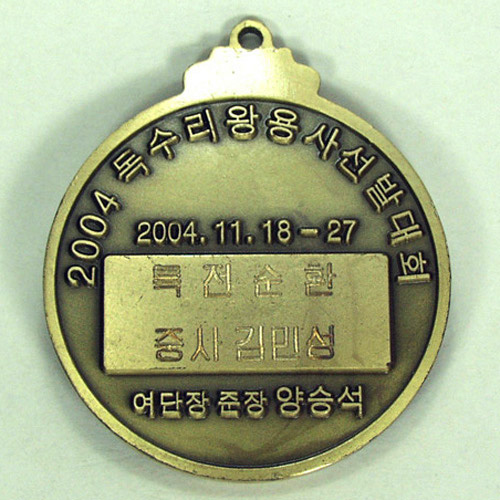 2004 독수리왕용사선발대회
2004.11.18-27
특전순환
중사 김민성
여단장 준장 양승석